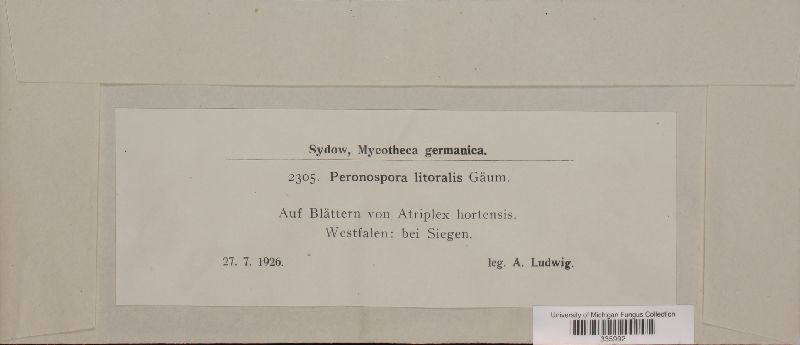 Sydow, Mycotheca germanica.
2305. Peronospora litoralis Gäum.
Auf Blättern von Atriplex hortensis.
Westfalen: bei Siegen.
27. 7. 1926. leg. A. Ludwig.
University of Michigan Fungus Collection
335992